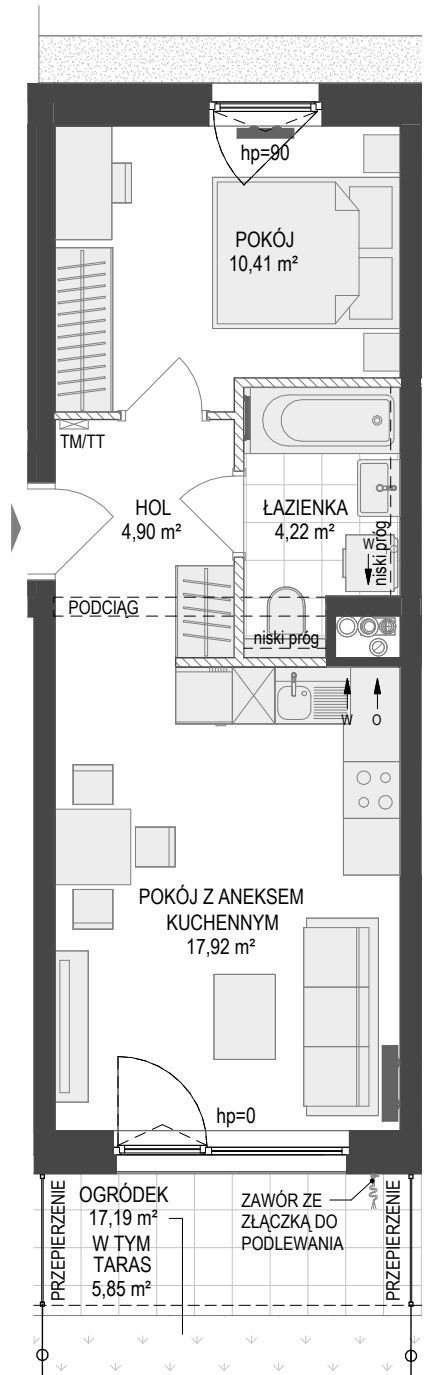 hp=90
POKÓJ
10,41 m²
TM/TT
HOL
4,90 m²
ŁAZIENKA
4,22 m²
W
niski próg
PODCIĄG
niski próg
W
O
POKÓJ Z ANEKSEM
KUCHENNYM
17,92 m²
hp=0
PRZEPIERZENIE
OGRÓDEK
17,19 m²
W TYM
TARAS
5,85 m²
ZAWÓR ZE
ZŁĄCZKĄ DO
PODLEWANIA
PRZEPIERZENIE